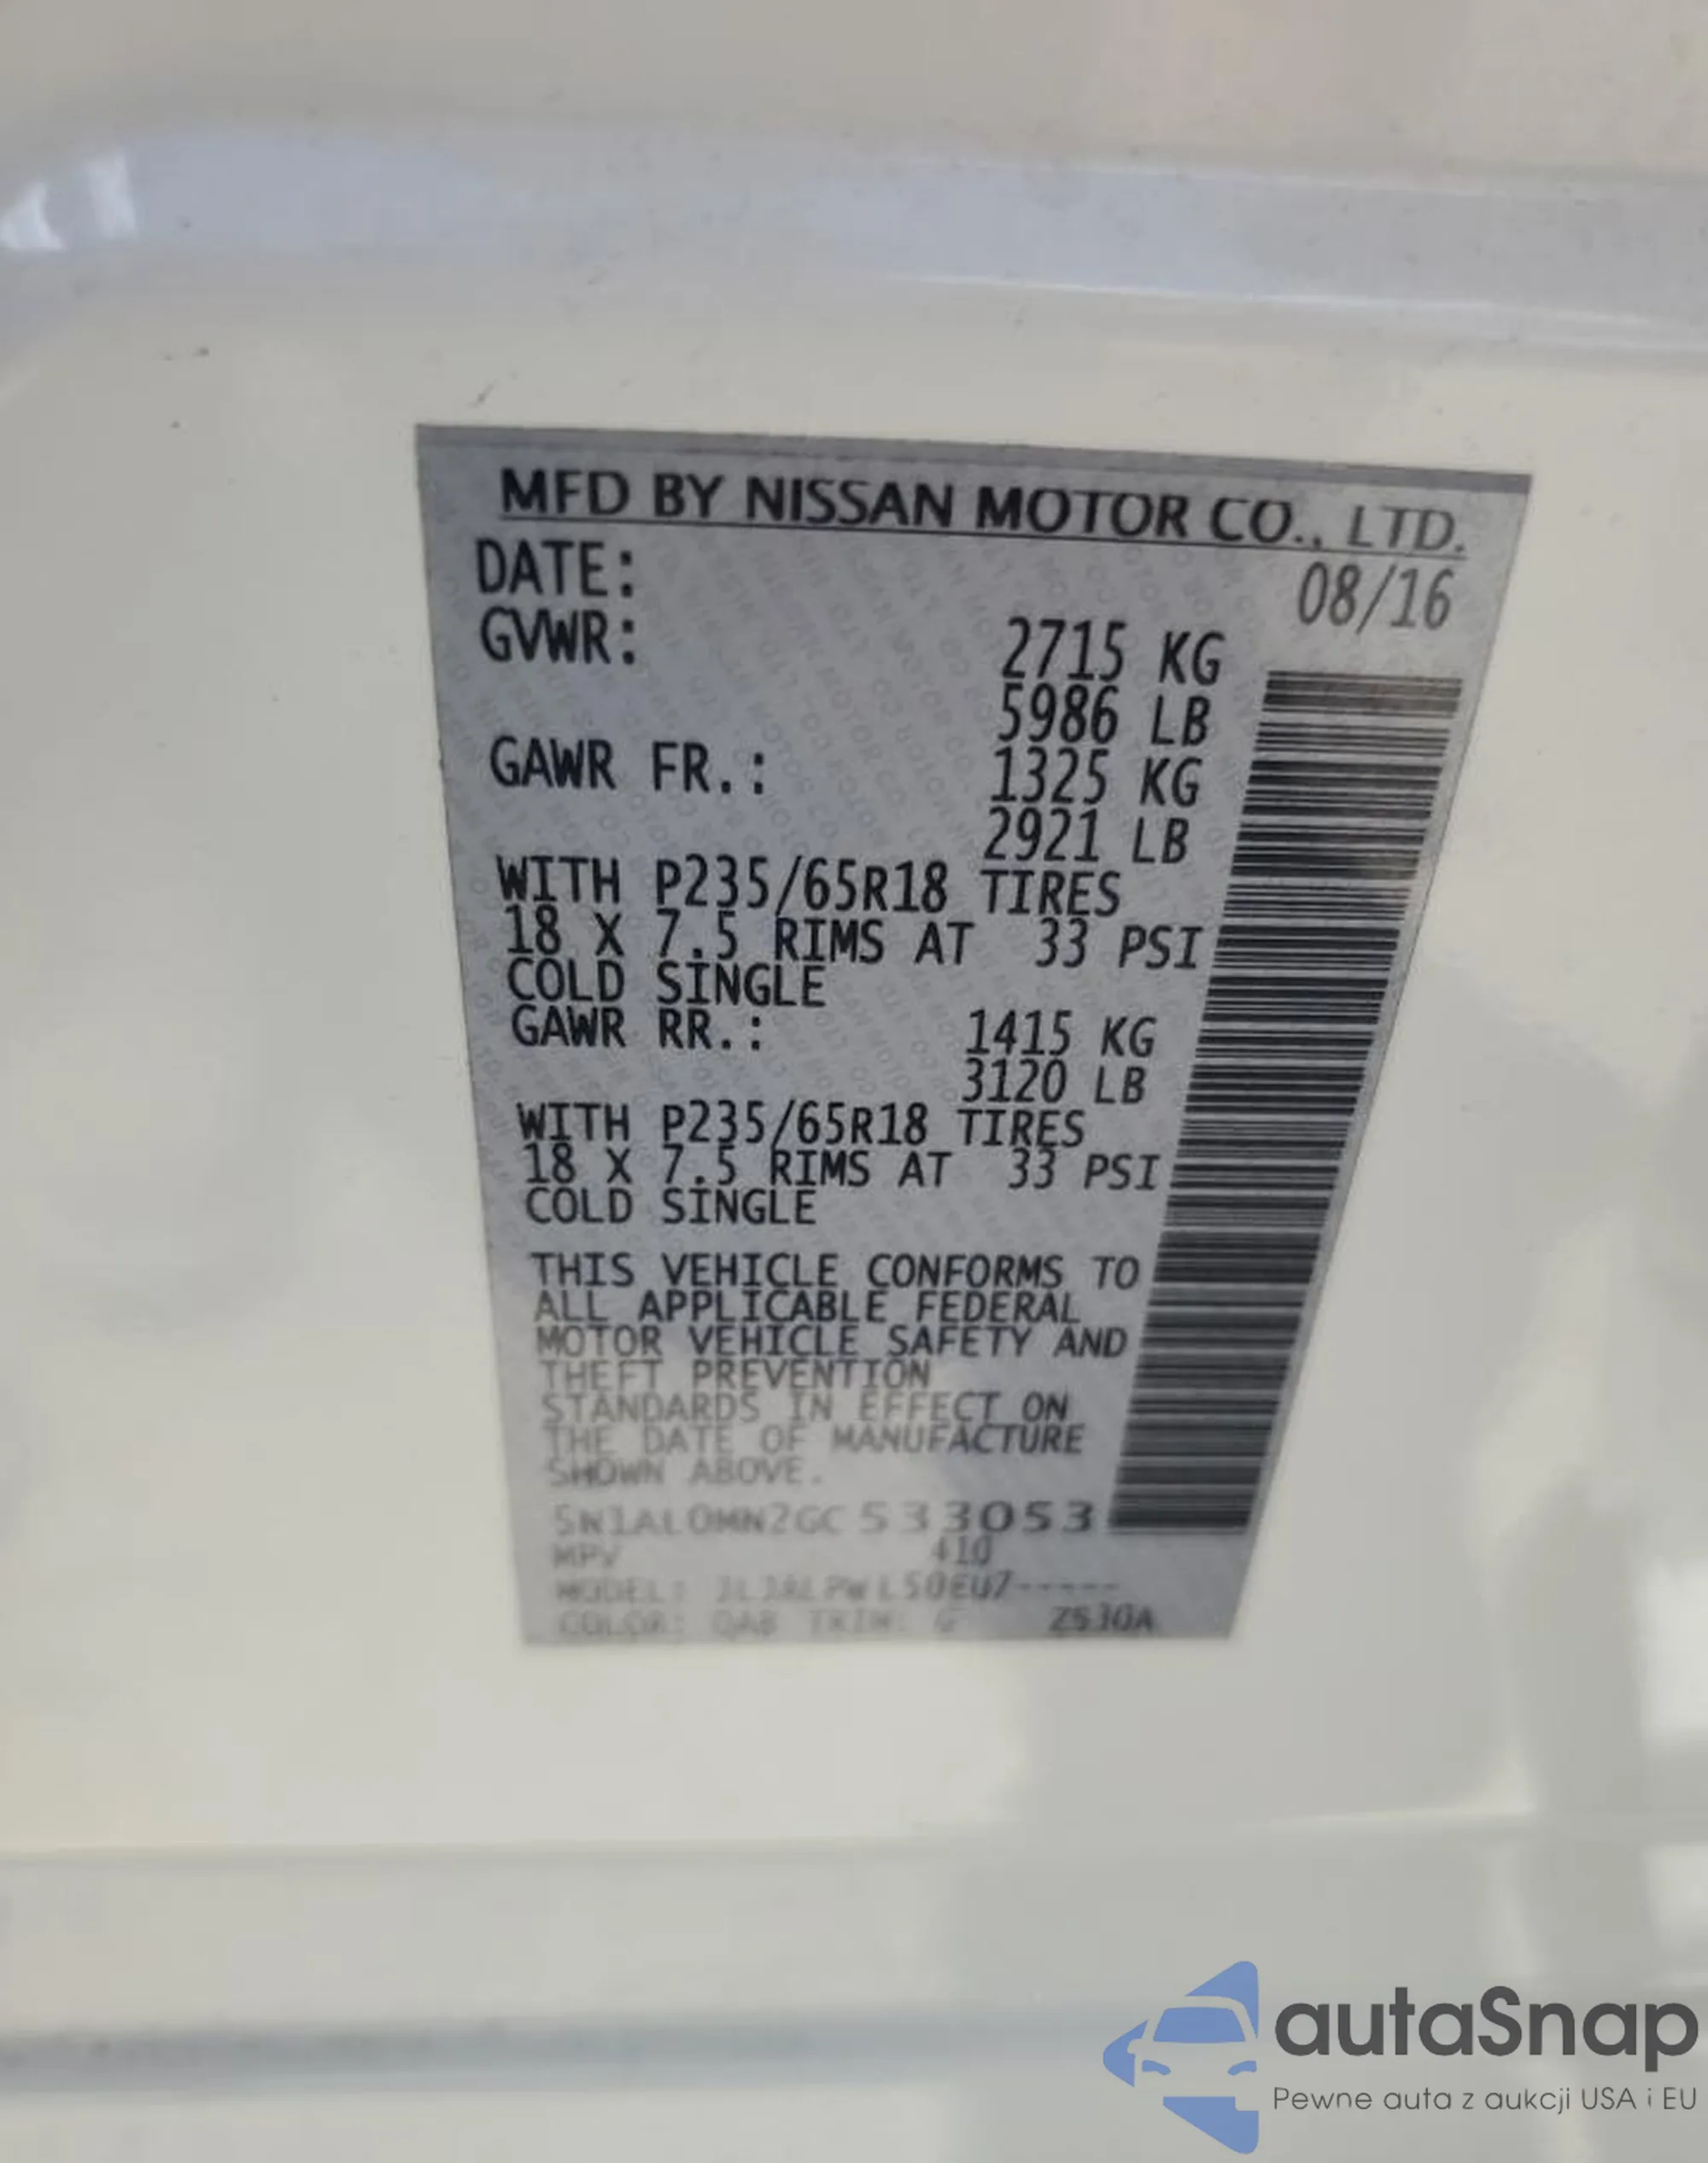 MFD BY NISSAN MOTOR CO., LTD.
DATE: 08/16
GVWR: 2715 KG
5986 LB
GAWR FR.: 1325 KG
2921 LB
WITH P235/65R18 TIRES
18 X 7.5 RIMS AT 33 PSI
COLD SINGLE
GAWR RR.: 1415 KG
3120 LB
WITH P235/65R18 TIRES
18 X 7.5 RIMS AT 33 PSI
COLD SINGLE
THIS VEHICLE CONFORMS TO
ALL APPLICABLE FEDERAL
MOTOR VEHICLE SAFETY AND
THEFT PREVENTION
STANDARDS IN EFFECT ON
THE DATE OF MANUFACTURE
SHOWN ABOVE.
5N1AL0MN2GC533053
MPV 410
MODEL:
COLOR: QAB TRIM: G
autaSnap
Pewne auta z aukcji USA i EU